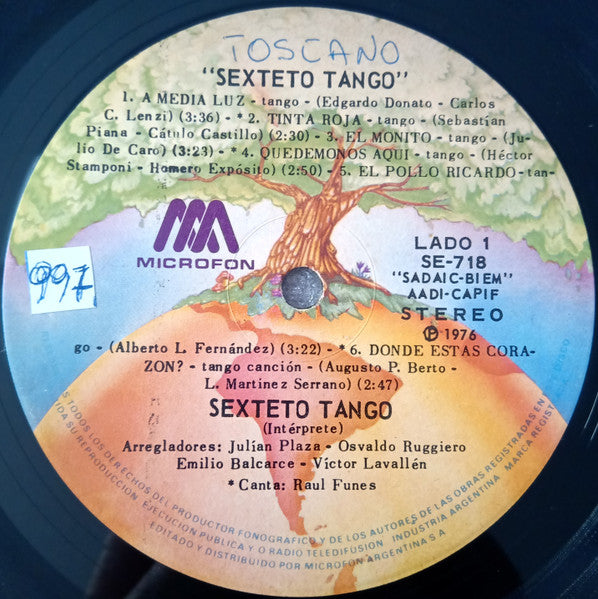 TOSCANO
"SEXTETO TANGO"
1. A MEDIA LUZ - tango - (Edgardo Donato - Carlos
C. Lenzi) (3:36) - *2. TINTA ROJA - tango - (Sebastián
Piana - Cátulo Castillo) (2:30) - 3. EL MONITO - tango - (Ju-
lio De Caro) (3:23) - *4. QUEDEMONOS AQUI - tango - (Héctor
Stamponi - Homero Expósito) (2:50) - 5. EL POLLO RICARDO - tan-
MICROFON
997
LADO 1
SE-718
"SADAIC-BIEM"
AADI-CAPIF
STEREO
Ⓟ 1976
go - (Alberto L. Fernández) (3:22) - *6. DONDE ESTAS CORA-
ZON? - tango canción - (Augusto P. Berto -
L. Martínez Serrano) (2:47)
SEXTETO TANGO
(Intérprete)
Arregladores: Julián Plaza - Osvaldo Ruggiero
Emilio Balcarce - Víctor Lavallén
*Canta: Raul Funes
TODOS LOS DERECHOS DEL PRODUCTOR FONOGRAFICO Y DE LOS AUTORES DE LAS OBRAS REGISTRADAS EN
SU REPRODUCCION EJECUCION PUBLICA Y O RADIO TELEDIFUSION INDUSTRIA ARGENTINA MARCA REGIST
EDITADO Y DISTRIBUIDO POR MICROFON ARGENTINA S A